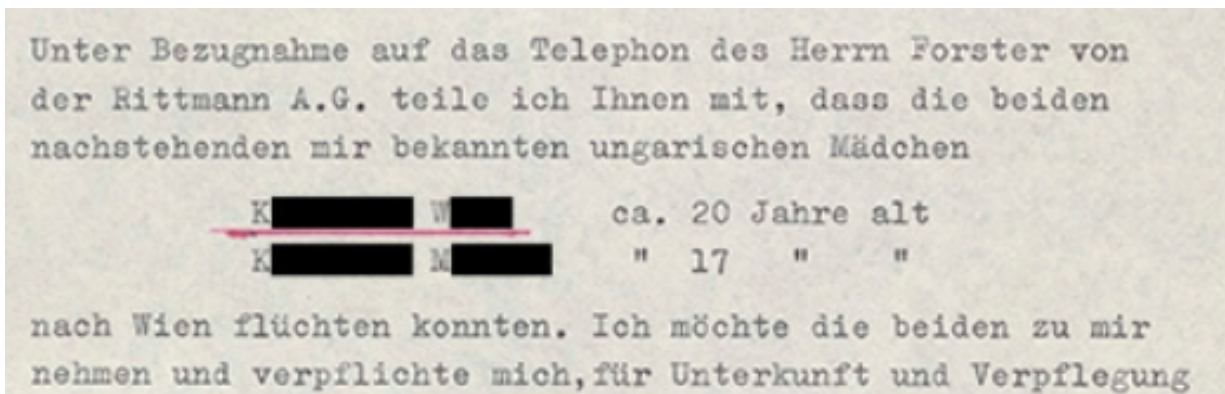 Unter Bezugnahme auf das Telephon des Herrn Forster von
der Rittmann A.G. teile ich Ihnen mit, dass die beiden
nachstehenden mir bekannten ungarischen Mädchen
K W ca. 20 Jahre alt
K M " 17 " "
nach Wien flüchten konnten. Ich möchte die beiden zu mir
nehmen und verpflichte mich, für Unterkunft und Verpflegung